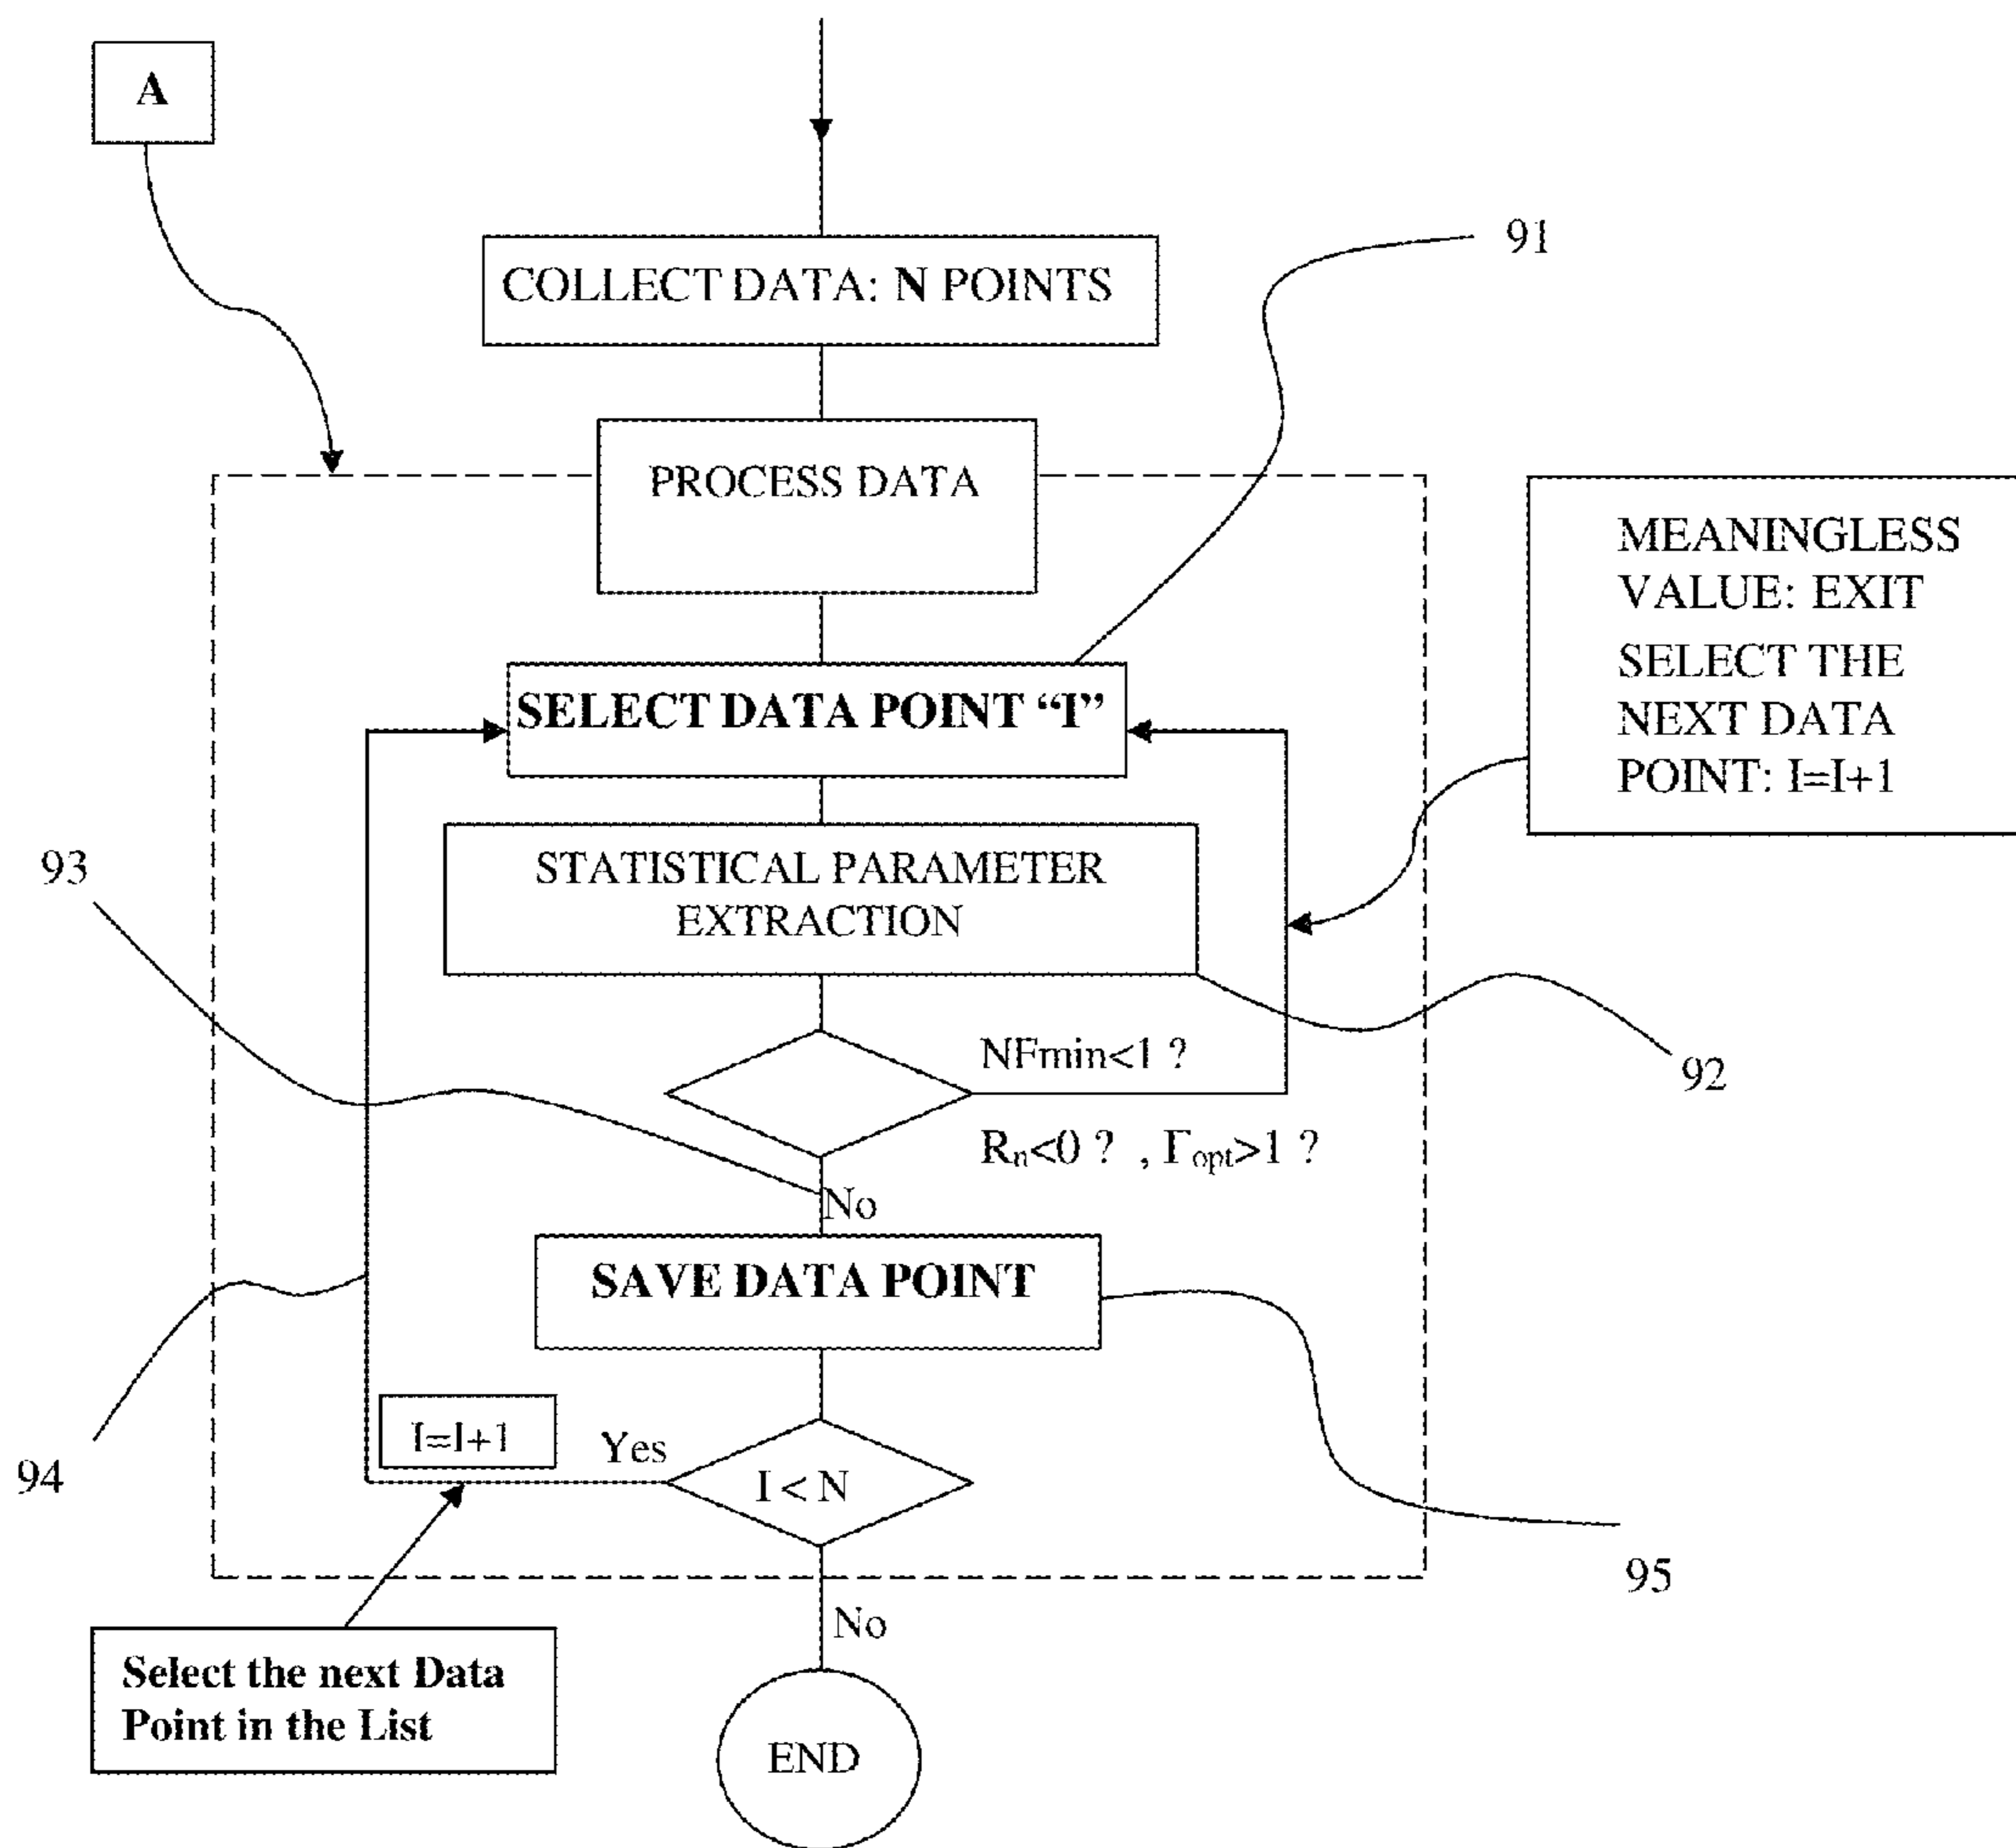 A
COLLECT DATA: N POINTS
91
PROCESS DATA
MEANINGLESS
VALUE: EXIT
SELECT THE
NEXT DATA
POINT: I=I+1
SELECT DATA POINT “I”
STATISTICAL PARAMETER
EXTRACTION
93
NFmin<1 ?
92
Rn<0 ? , Γopt>1 ?
No
SAVE DATA POINT
94
I=I+1
Yes
I < N
95
No
Select the next Data
Point in the List
END